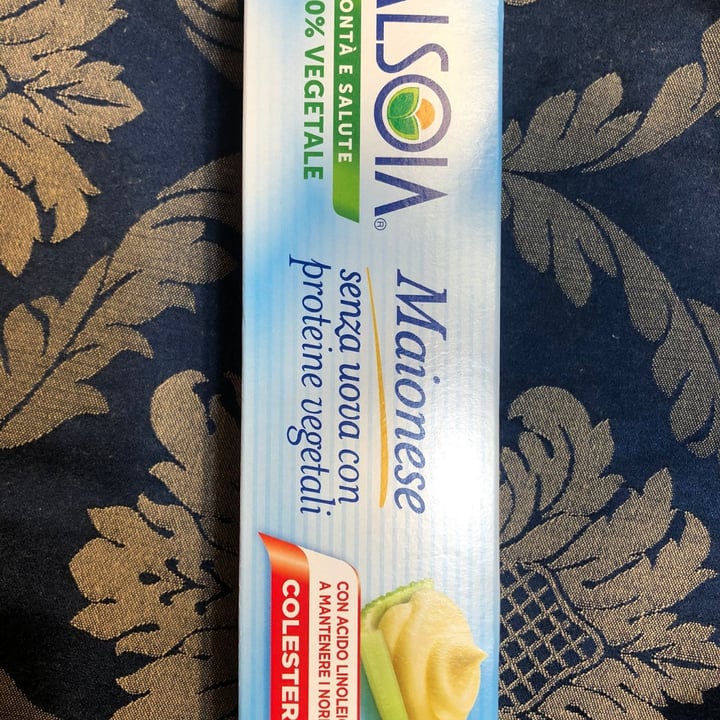 ALSOIA®
ONTÀ E SALUTE
0% VEGETALE
Maionese
senza uova con
proteine vegetali
CON ACIDO LINOLEI
A MANTENERE I NOR
COLESTER